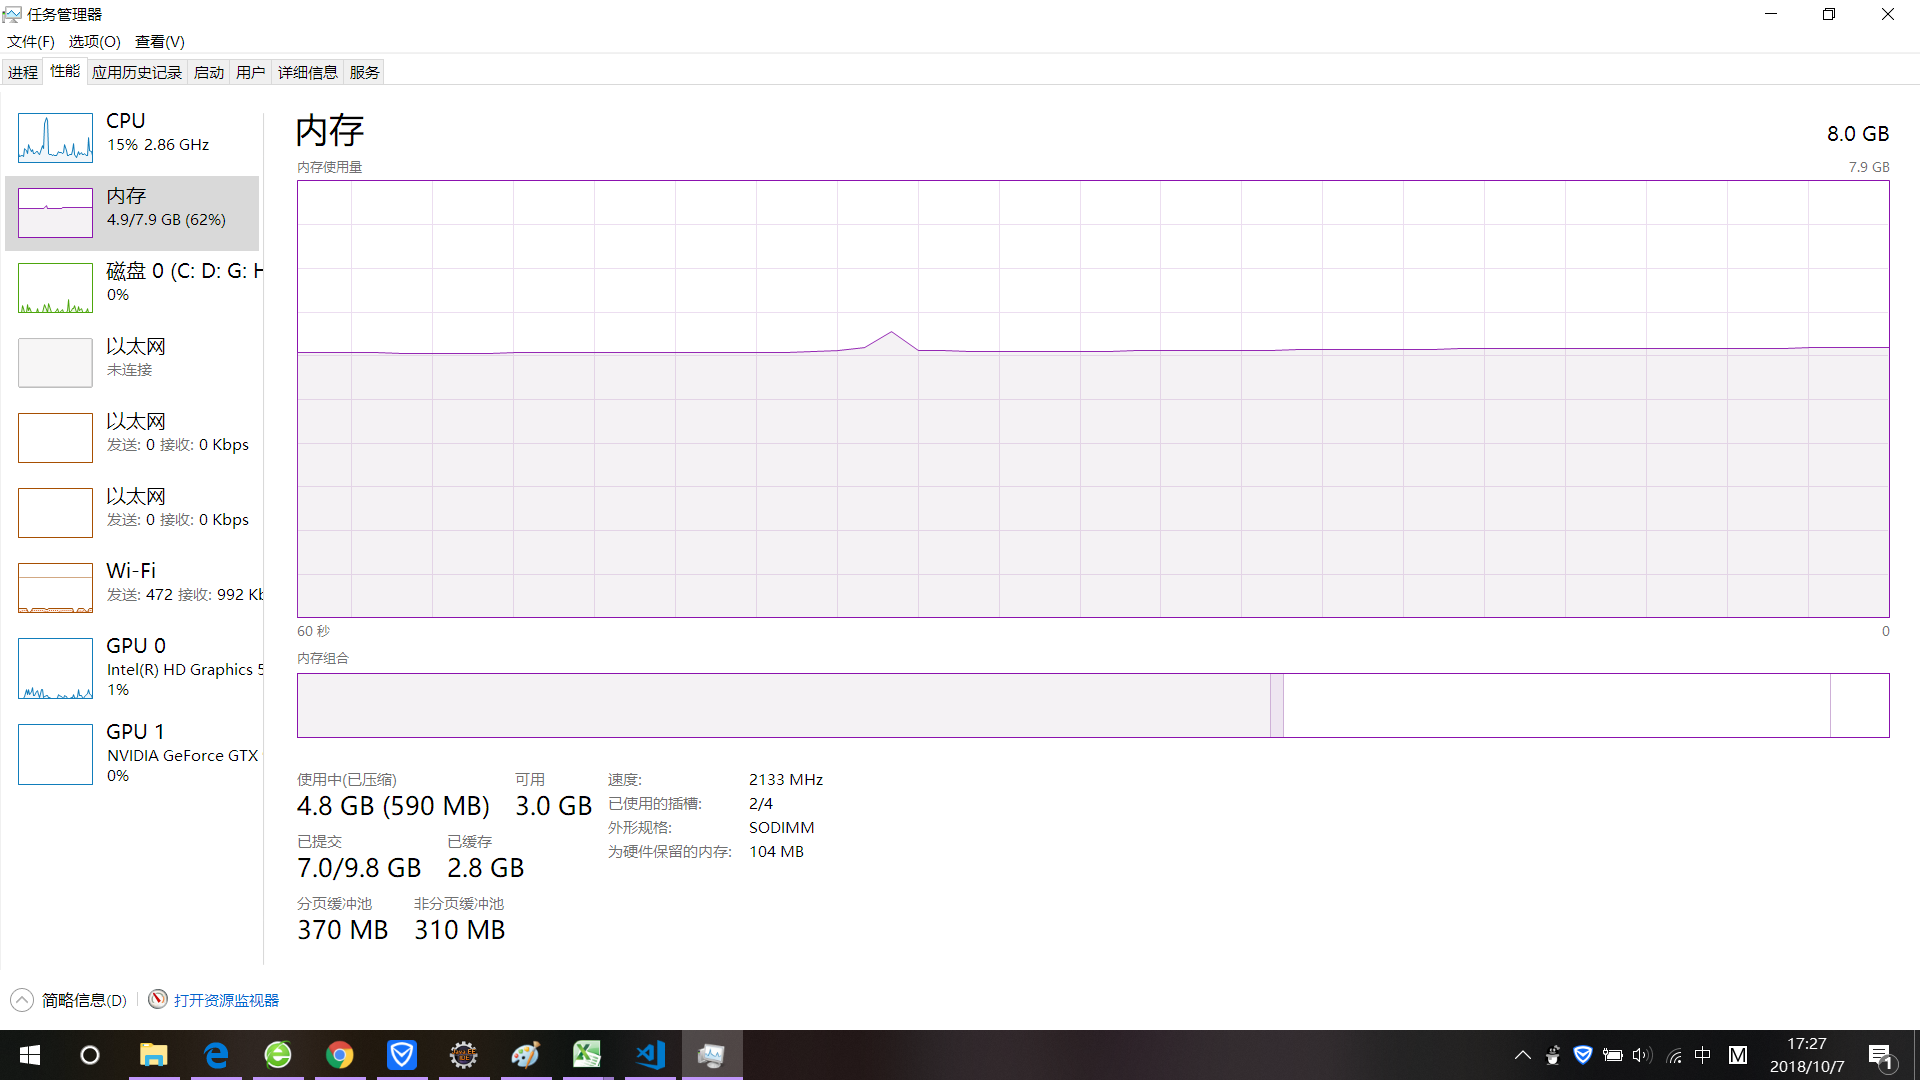 任务管理器
文件(F) 选项(O) 查看(V)
进程 性能 应用历史记录 启动 用户 详细信息 服务
CPU
15% 2.86 GHz
内存
4.9/7.9 GB (62%)
磁盘 0 (C: D: G: H
0%
以太网
未连接
以太网
发送: 0 接收: 0 Kbps
以太网
发送: 0 接收: 0 Kbps
Wi-Fi
发送: 472 接收: 992 Kb
GPU 0
Intel(R) HD Graphics 5
1%
GPU 1
NVIDIA GeForce GTX
0%
内存
8.0 GB
内存使用量
7.9 GB
60 秒
0
内存组合
使用中(已压缩)
4.8 GB (590 MB)
可用
3.0 GB
已提交
7.0/9.8 GB
已缓存
2.8 GB
分页缓冲池
370 MB
非分页缓冲池
310 MB
速度: 2133 MHz
已使用的插槽: 2/4
外形规格: SODIMM
为硬件保留的内存: 104 MB
简略信息(D)
打开资源监视器
中
M
17:27
2018/10/7
1